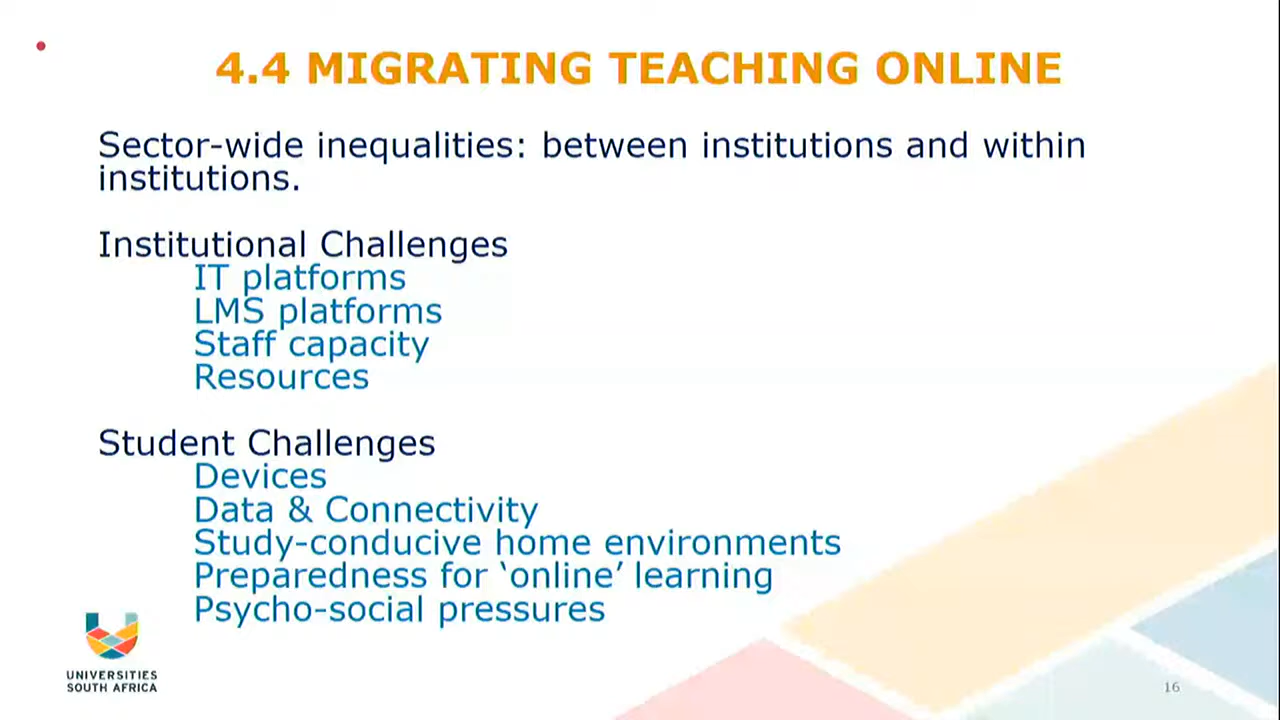 4.4 MIGRATING TEACHING ONLINE
Sector-wide inequalities: between institutions and within
institutions.
Institutional Challenges
IT platforms
LMS platforms
Staff capacity
Resources
Student Challenges
Devices
Data & Connectivity
Study-conducive home environments
Preparedness for ‘online’ learning
Psycho-social pressures
UNIVERSITIES
SOUTH AFRICA
16